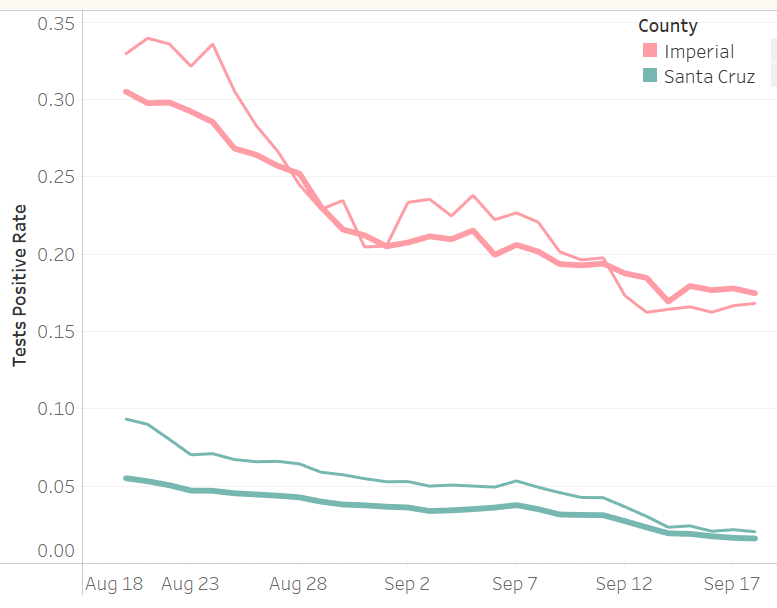 County
Imperial
Santa Cruz
Tests Positive Rate
0.35
0.30
0.25
0.20
0.15
0.10
0.05
0.00
Aug 18 Aug 23 Aug 28 Sep 2 Sep 7 Sep 12 Sep 17